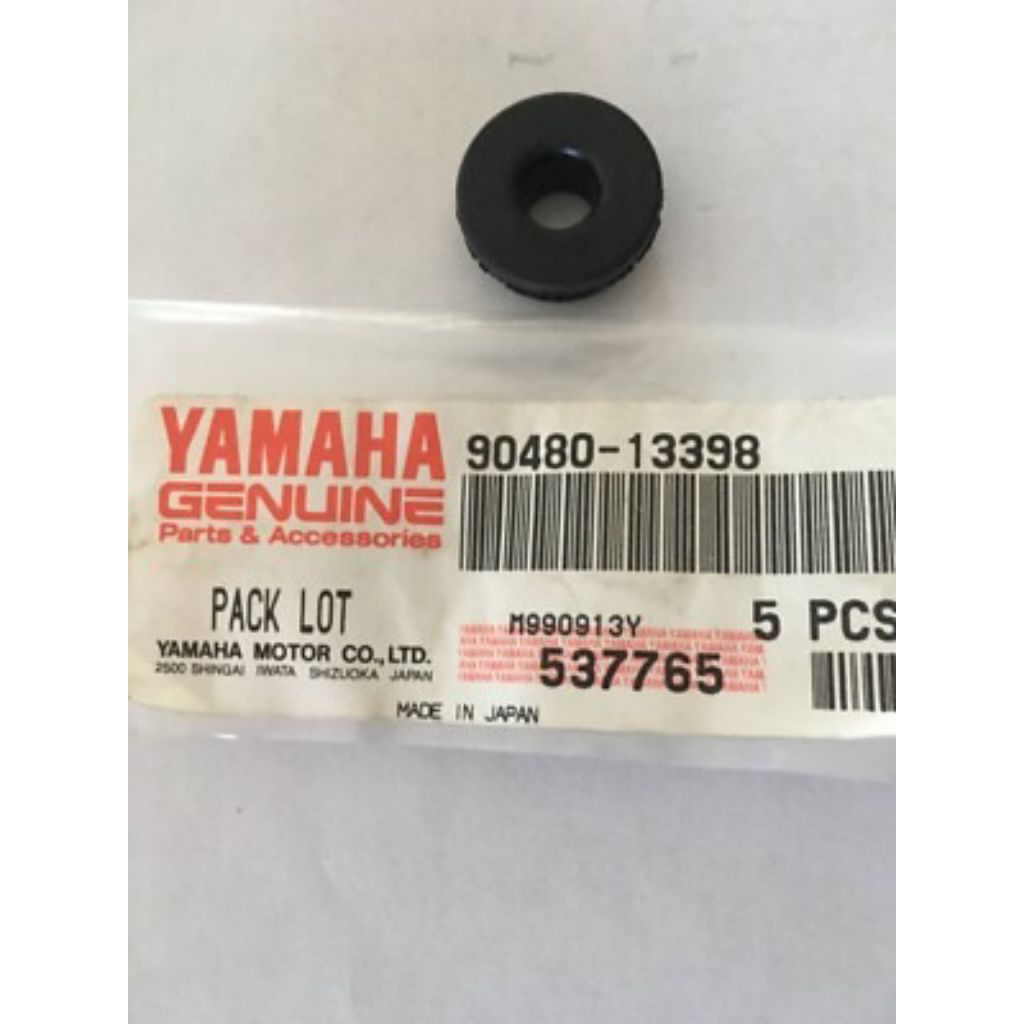 YAMAHA
GENUINE
Parts & Accessories
90480-13398
PACK LOT
YAMAHA MOTOR CO.,LTD.
2500 SHINGAI IWATA SHIZUOKA JAPAN
M990913Y
537765
5 PCS
MADE IN JAPAN